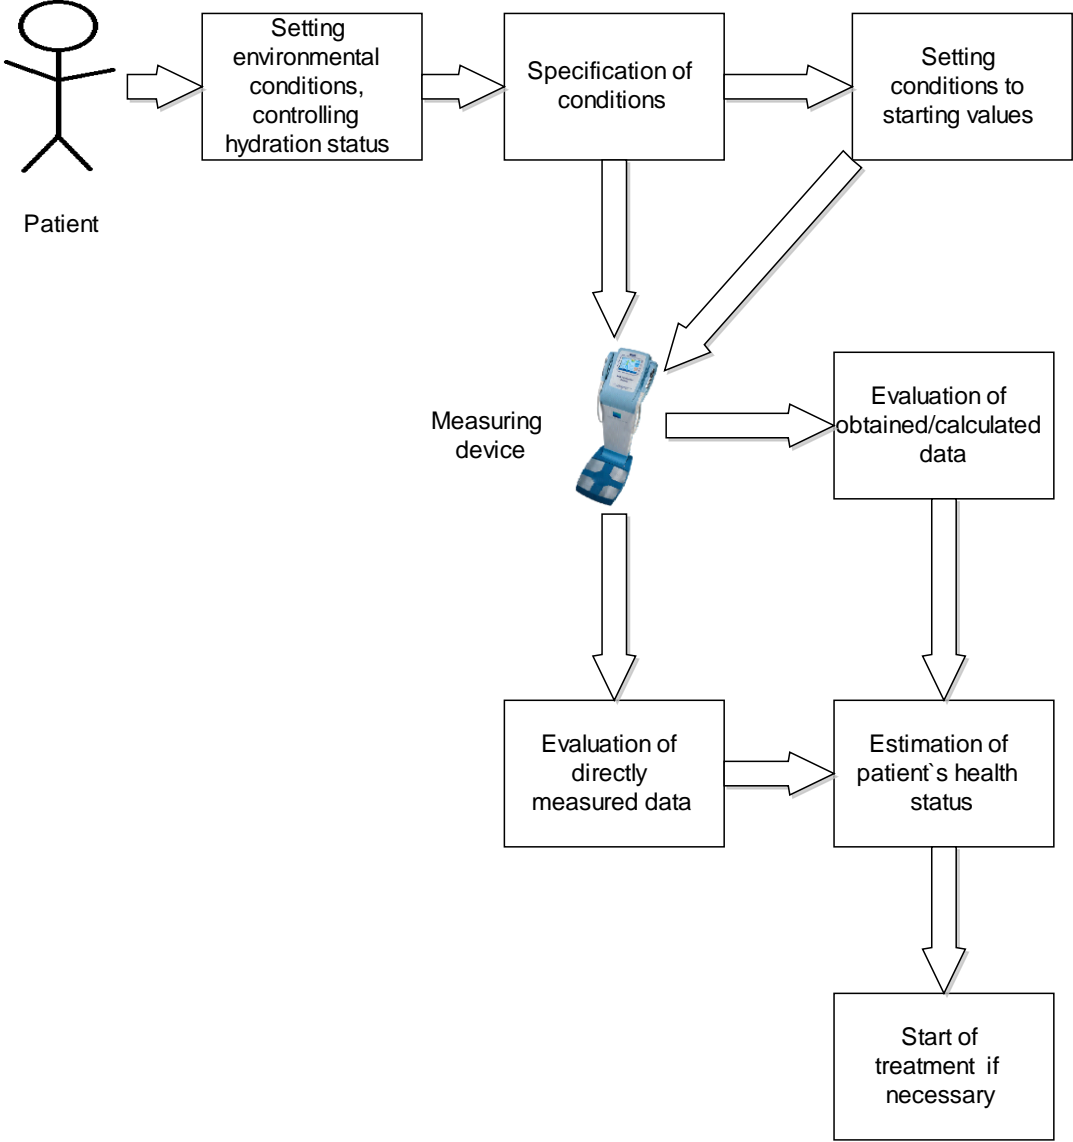 Setting
environmental
conditions,
controlling
hydration status
Specification of
conditions
Setting
conditions to
starting values
Patient
Measuring
device
Evaluation of
obtained/calculated
data
Evaluation of
directly
measured data
Estimation of
patient`s health
status
Start of
treatment if
necessary